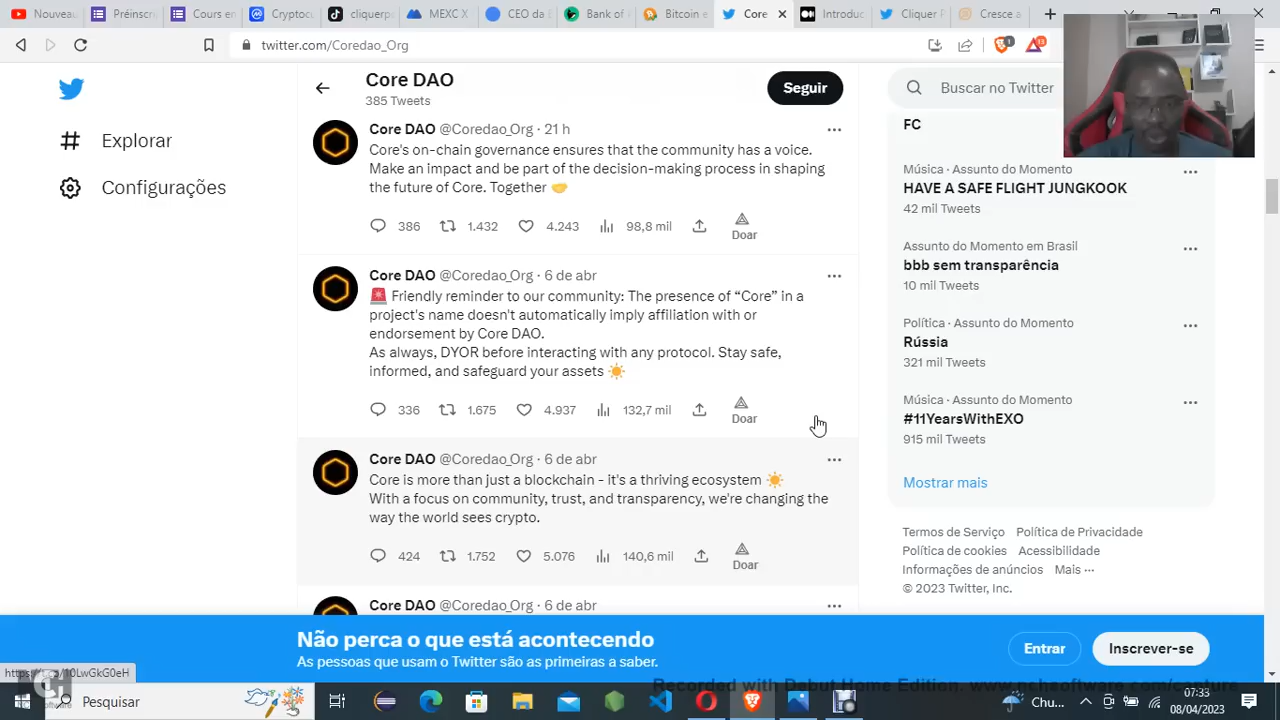 Nouveau
Préinscr
Cours en
Cryptocu
cliquerp
MEXC X
CEO da E
Bank of
Bitcoin e
Core
Introduc
Cliquer P
Cresce a
twitter.com/Coredao_Org
Core DAO
385 Tweets
Seguir
Buscar no Twitter
Explorar
Configurações
Core DAO @Coredao_Org · 21 h
Core's on-chain governance ensures that the community has a voice.
Make an impact and be part of the decision-making process in shaping
the future of Core. Together 🤝
386 1.432 4.243 98,8 mil
Doar
Core DAO @Coredao_Org · 6 de abr
🚨 Friendly reminder to our community: The presence of “Core” in a
project's name doesn't automatically imply affiliation with or
endorsement by Core DAO.
As always, DYOR before interacting with any protocol. Stay safe,
informed, and safeguard your assets ☀️
336 1.675 4.937 132,7 mil
Doar
Core DAO @Coredao_Org · 6 de abr
Core is more than just a blockchain - it's a thriving ecosystem ☀️
With a focus on community, trust, and transparency, we're changing the
way the world sees crypto.
424 1.752 5.076 140,6 mil
Doar
Core DAO @Coredao_Org · 6 de abr
FC
Música · Assunto do Momento
HAVE A SAFE FLIGHT JUNGKOOK
42 mil Tweets
Assunto do Momento em Brasil
bbb sem transparência
10 mil Tweets
Política · Assunto do Momento
Rússia
321 mil Tweets
Música · Assunto do Momento
#11YearsWithEXO
915 mil Tweets
Mostrar mais
Termos de Serviço Política de Privacidade
Política de cookies Acessibilidade
Informações de anúncios Mais ···
© 2023 Twitter, Inc.
Não perca o que está acontecendo
As pessoas que usam o Twitter são as primeiras a saber.
Entrar
Inscrever-se
Recorded with Debut Home Edition. www.nchsoftware.com/capture
Pesquisar
Chu...
07:33
08/04/2023